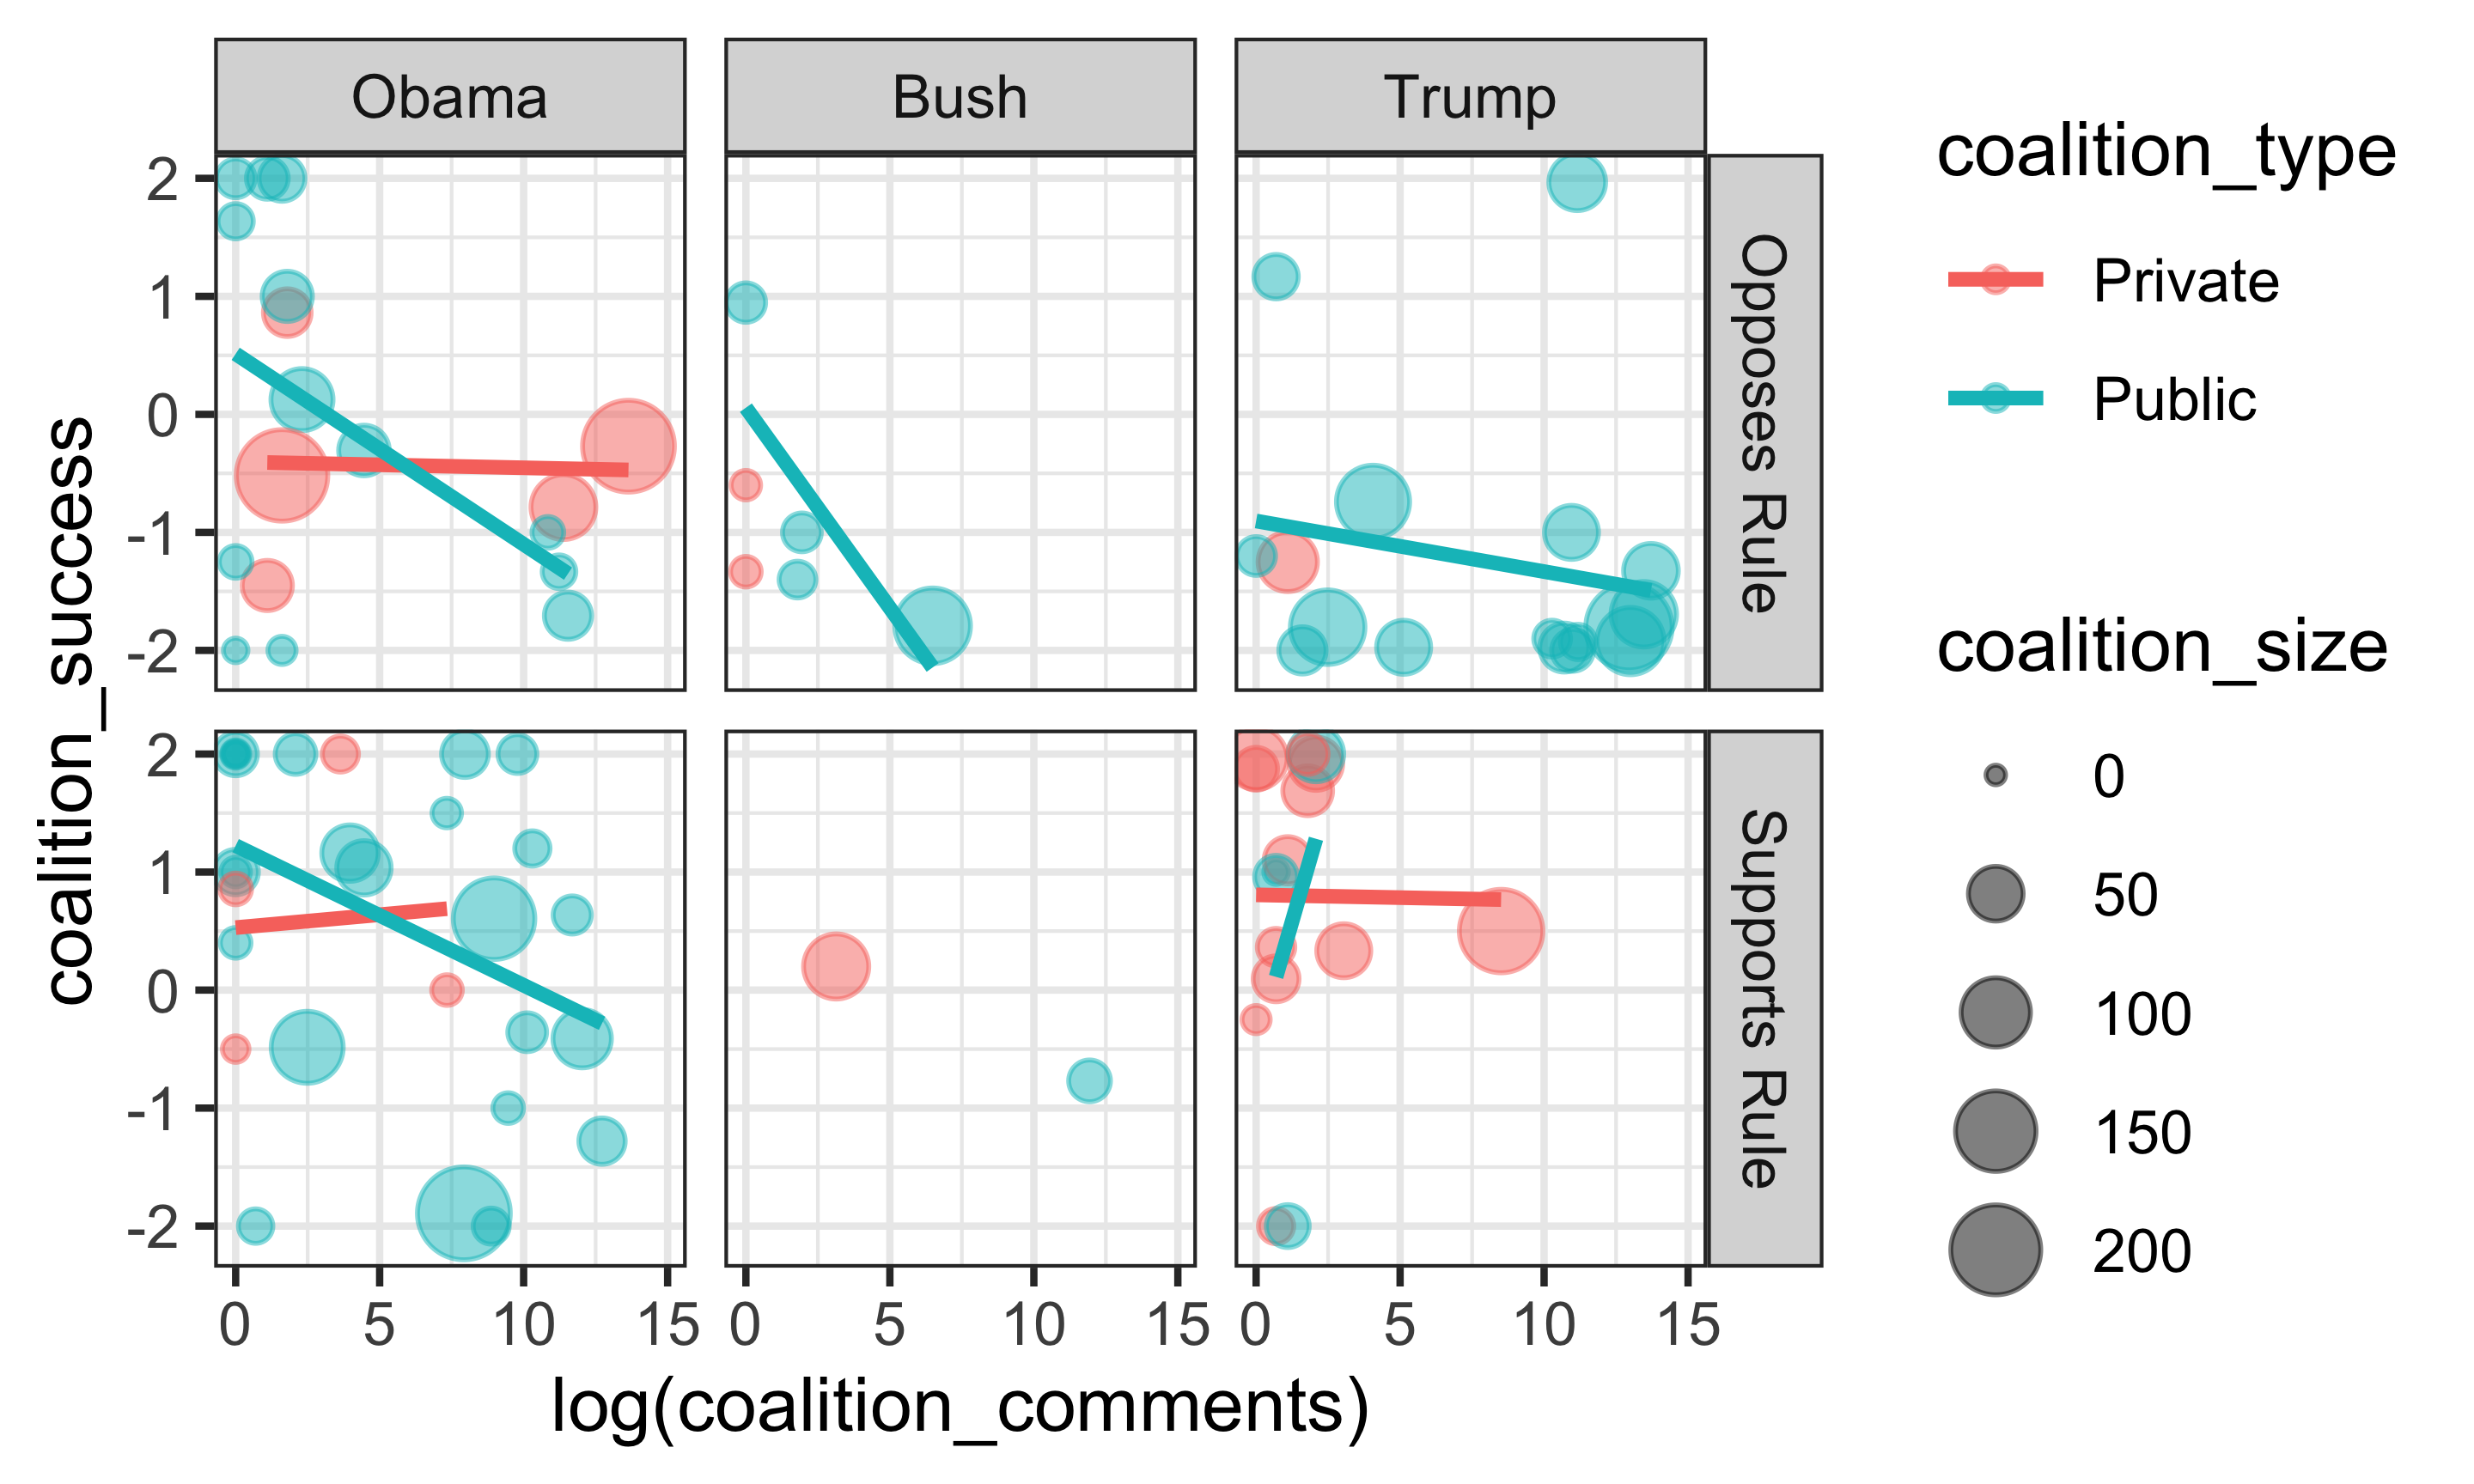 Obama
Bush
Trump
2
1
0
-1
-2
Opposes Rule
2
1
0
-1
-2
Supports Rule
0 5 10 15 0 5 10 15 0 5 10 15
log(coalition_comments)
coalition_success
coalition_type
Private
Public
coalition_size
0
50
100
150
200